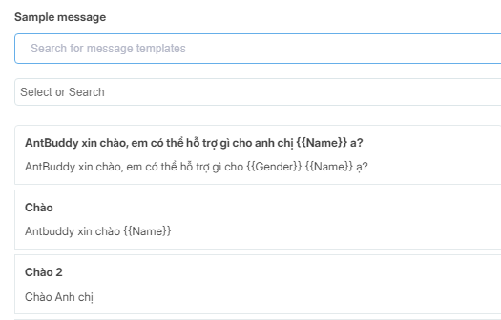 Sample message
Search for message templates
Select or Search
AntBuddy xin chào, em có thể hỗ trợ gì cho anh chị {{Name}} ạ?
AntBuddy xin chào, em có thể hỗ trợ gì cho {{Gender}} {{Name}} ạ?
Chào
Antbuddy xin chào {{Name}}
Chào 2
Chào Anh chị